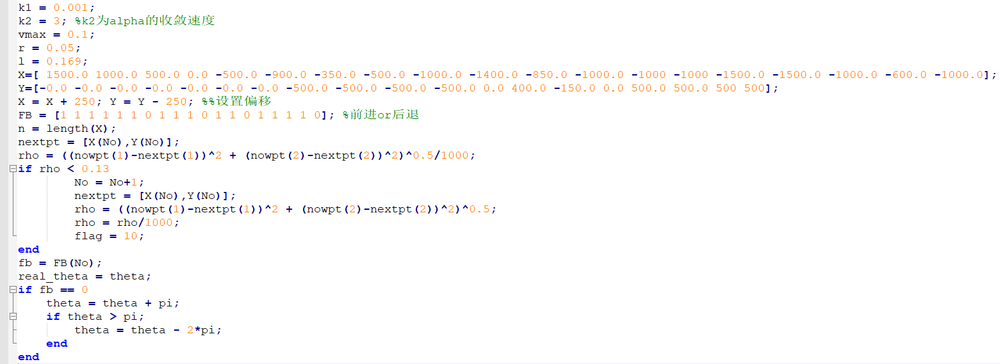 k1 = 0.001;
k2 = 3; %k2为alpha的收敛速度
vmax = 0.1;
r = 0.05;
l = 0.169;
X=[ 1500.0 1000.0 500.0 0.0 -500.0 -900.0 -350.0 -500.0 -1000.0 -1400.0 -850.0 -1000.0 -1000 -1000 -1500.0 -1500.0 -1000.0 -600.0 -1000.0];
Y=[-0.0 -0.0 -0.0 -0.0 -0.0 -0.0 -0.0 -500.0 -500.0 -500.0 -500.0 0.0 400.0 -150.0 0.0 500.0 500.0 500 500];
X = X + 250; Y = Y - 250; %%设置偏移
FB = [1 1 1 1 1 1 0 1 1 1 0 1 1 0 1 1 1 1 0]; %前进or后退
n = length(X);
nextpt = [X(No),Y(No)];
rho = ((nowpt(1)-nextpt(1))^2 + (nowpt(2)-nextpt(2))^2)^0.5/1000;
if rho < 0.13
No = No+1;
nextpt = [X(No),Y(No)];
rho = ((nowpt(1)-nextpt(1))^2 + (nowpt(2)-nextpt(2))^2)^0.5;
rho = rho/1000;
flag = 10;
end
fb = FB(No);
real_theta = theta;
if fb == 0
theta = theta + pi;
if theta > pi;
theta = theta - 2*pi;
end
end